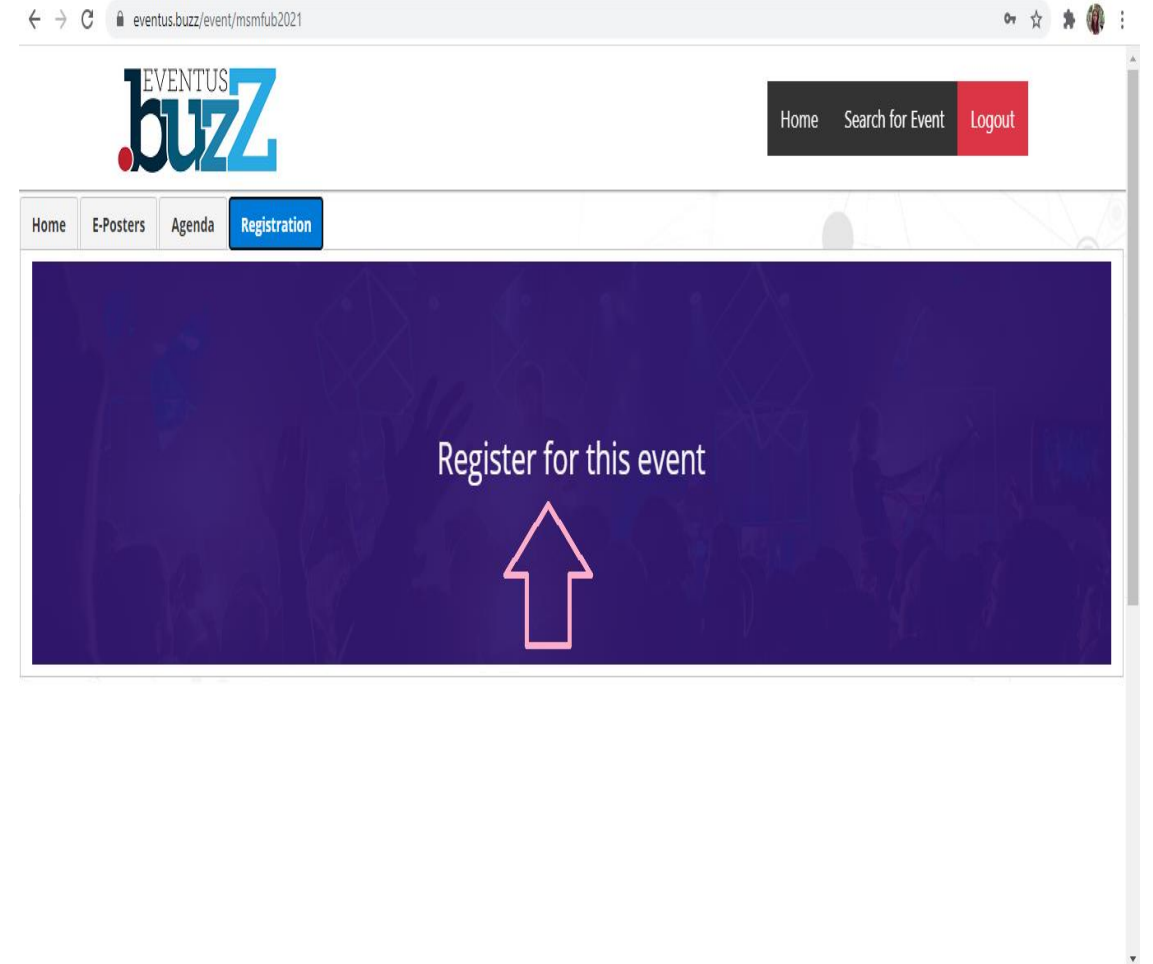 eventus.buzz/event/msmfub2021
EVENTUS
.buzZ
Home Search for Event Logout
Home E-Posters Agenda Registration
Register for this event